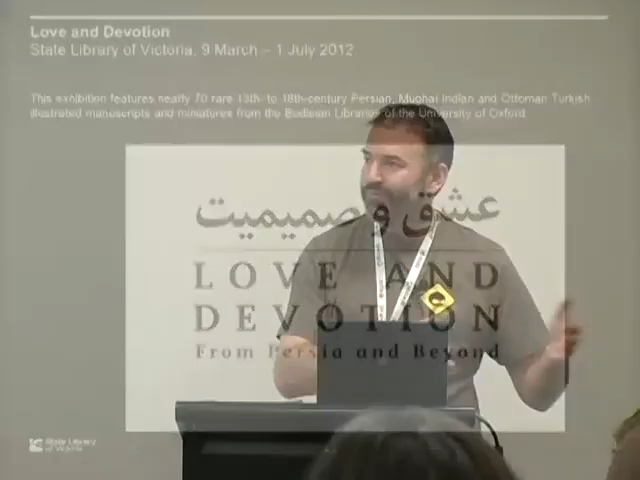 Love and Devotion
State Library of Victoria, 9 March – 1 July 2012
This exhibition features nearly 70 rare 13th- to 18th-century Persian, Mughal Indian and Ottoman Turkish
illustrated manuscripts and miniatures from the Bodleian Libraries of the University of Oxford.
عشق و صمیمیت
LOVE AND
DEVOTION
From Persia and Beyond
State Library
of Victoria